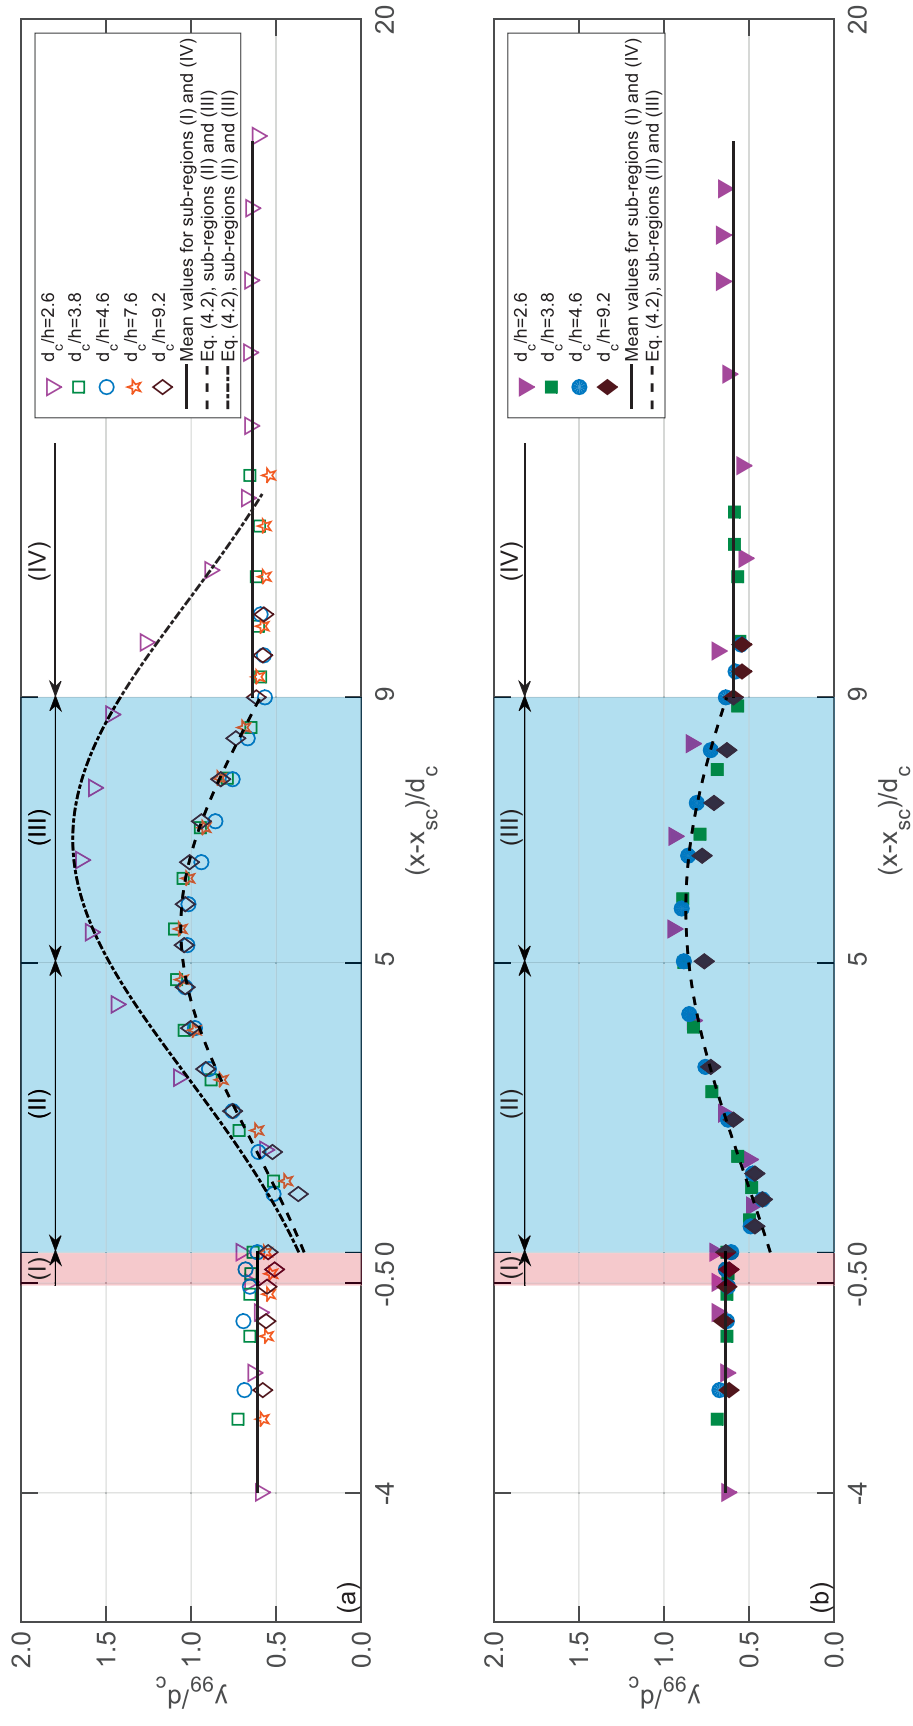 2.0
1.5
1.0
0.5
0.0
y99/dc
(a)
(I)
(II)
(III)
(IV)
-4
-0.50
5
9
20
(x-xsc)/dc
dc/h=2.6
dc/h=3.8
dc/h=4.6
dc/h=7.6
dc/h=9.2
Mean values for sub-regions (I) and (IV)
Eq. (4.2), sub-regions (II) and (III)
Eq. (4.2), sub-regions (II) and (III)
2.0
1.5
1.0
0.5
0.0
y99/dc
(b)
(I)
(II)
(III)
(IV)
-4
-0.50
5
9
20
(x-xsc)/dc
dc/h=2.6
dc/h=3.8
dc/h=4.6
dc/h=9.2
Mean values for sub-regions (I) and (IV)
Eq. (4.2), sub-regions (II) and (III)